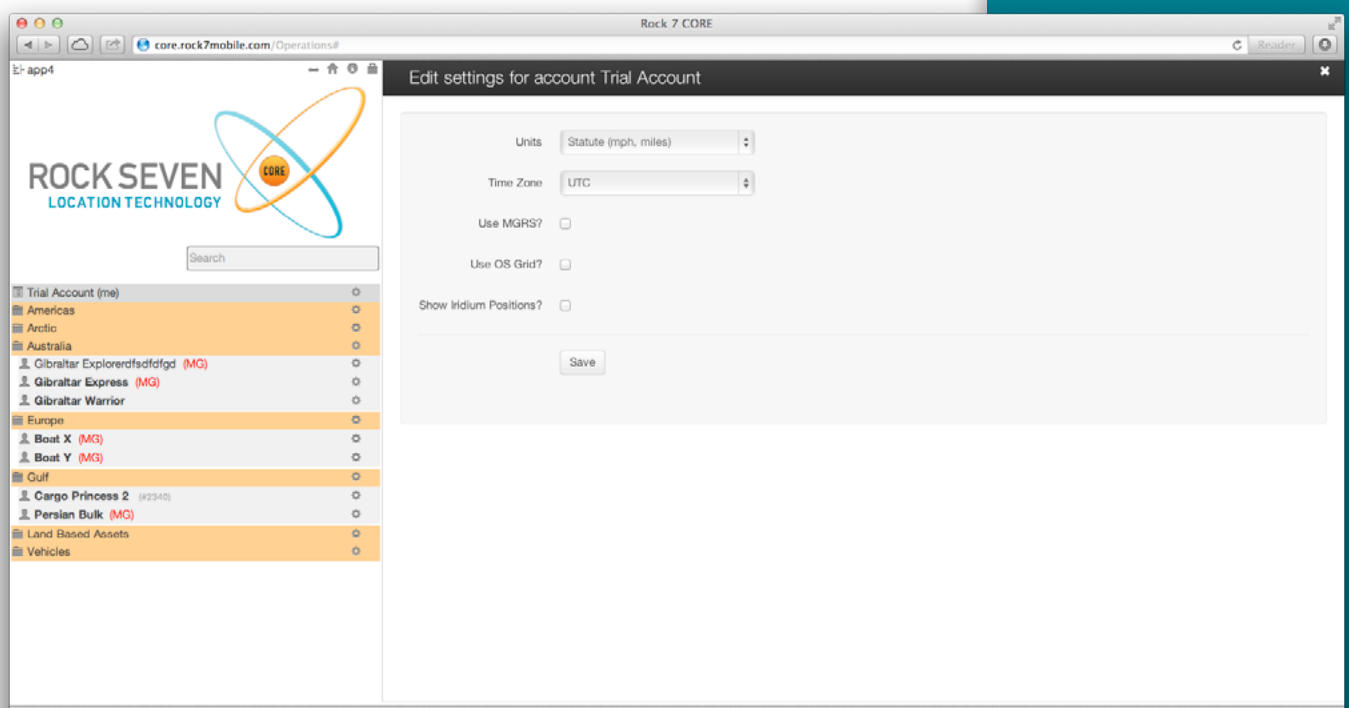 Rock 7 CORE
core.rock7mobile.com/Operations#
Reader
app4
ROCK SEVEN
LOCATION TECHNOLOGY
CORE
Search
Trial Account (me)
Americas
Arctic
Australia
Gibraltar Explorerdfsdfdfgd (MG)
Gibraltar Express (MG)
Gibraltar Warrior
Europe
Boat X (MG)
Boat Y (MG)
Gulf
Cargo Princess 2 (#2340)
Persian Bulk (MG)
Land Based Assets
Vehicles
Edit settings for account Trial Account
Units Statute (mph, miles)
Time Zone UTC
Use MGRS?
Use OS Grid?
Show Iridium Positions?
Save